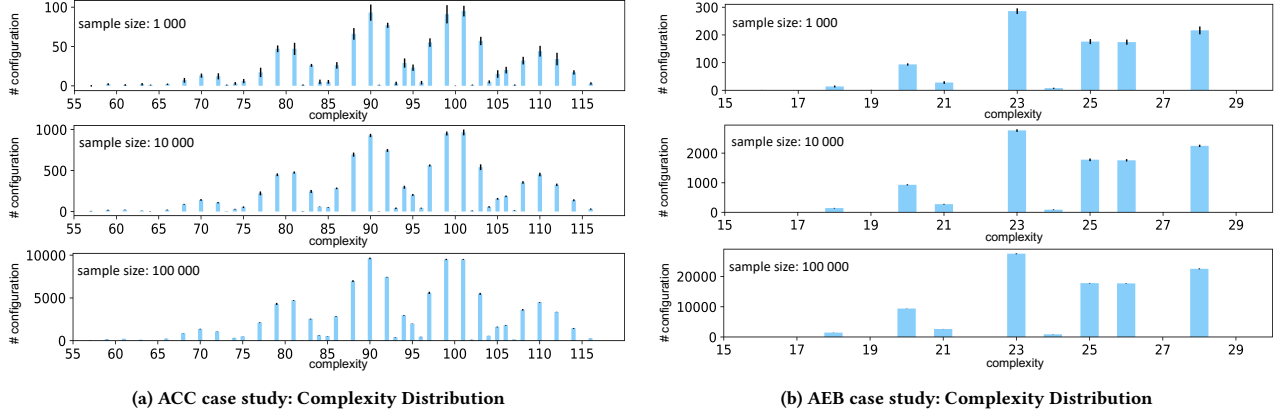 sample size: 1 000
# configuration
100
50
0
55 60 65 70 75 80 85 90 95 100 105 110 115
complexity
sample size: 10 000
# configuration
1000
500
0
55 60 65 70 75 80 85 90 95 100 105 110 115
complexity
sample size: 100 000
# configuration
10000
5000
0
55 60 65 70 75 80 85 90 95 100 105 110 115
complexity
(a) ACC case study: Complexity Distribution
sample size: 1 000
# configuration
300
200
100
0
15 17 19 21 23 25 27 29
complexity
sample size: 10 000
# configuration
2000
1000
0
15 17 19 21 23 25 27 29
complexity
sample size: 100 000
# configuration
20000
10000
0
15 17 19 21 23 25 27 29
complexity
(b) AEB case study: Complexity Distribution